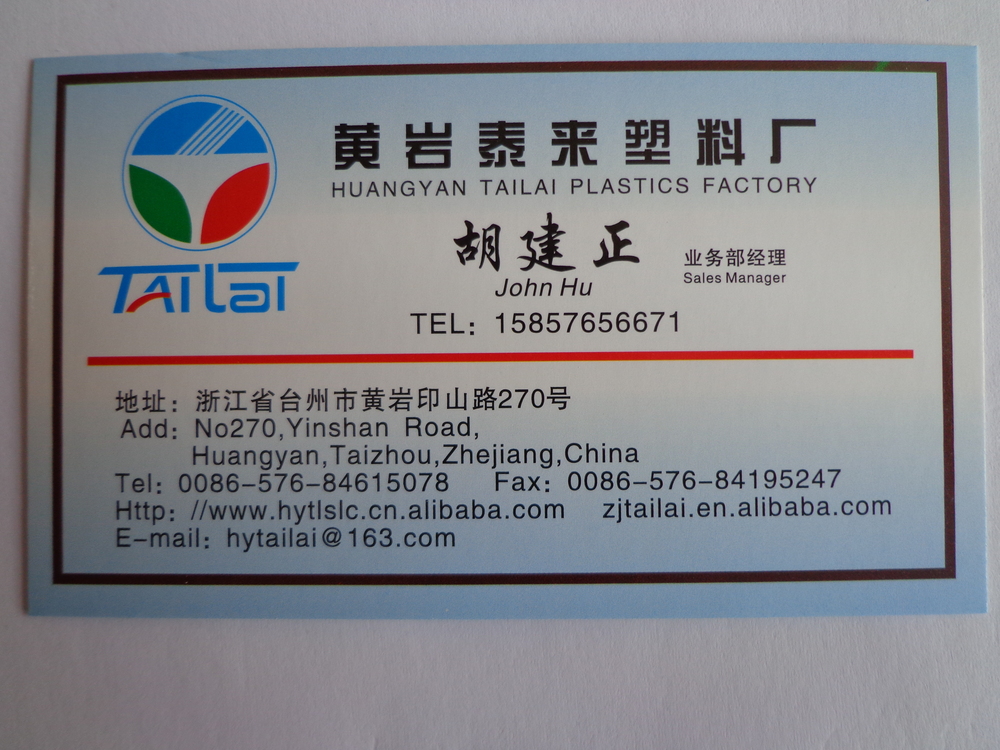 黄岩泰来塑料厂
HUANGYAN TAILAI PLASTICS FACTORY
TAILAI
胡建正 业务部经理
John Hu Sales Manager
TEL: 15857656671
地址: 浙江省台州市黄岩印山路270号
Add: No270,Yinshan Road,
Huangyan,Taizhou,Zhejiang,China
Tel: 0086-576-84615078 Fax: 0086-576-84195247
Http: //www.hytlslc.cn.alibaba.com zjtailai.en.alibaba.com
E-mail: hytailai@163.com